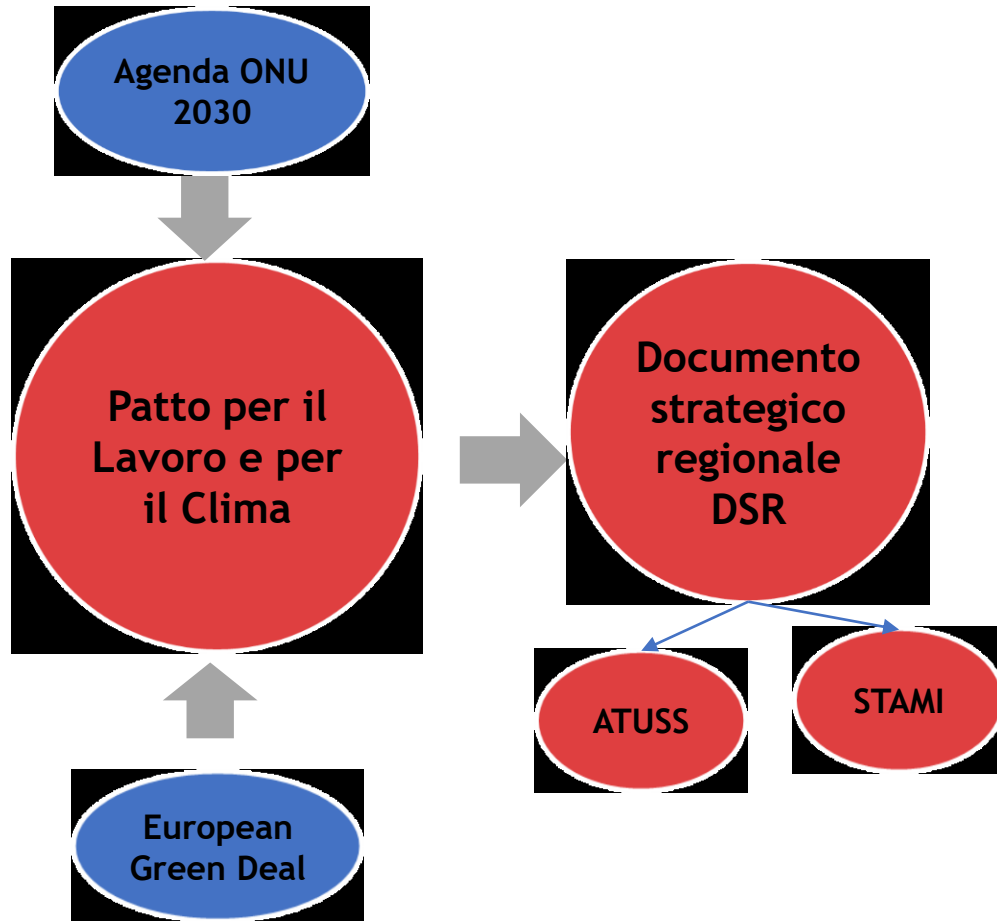 Agenda ONU
2030
Patto per il
Lavoro e per
il Clima
Documento
strategico
regionale
DSR
ATUSS
STAMI
European
Green Deal